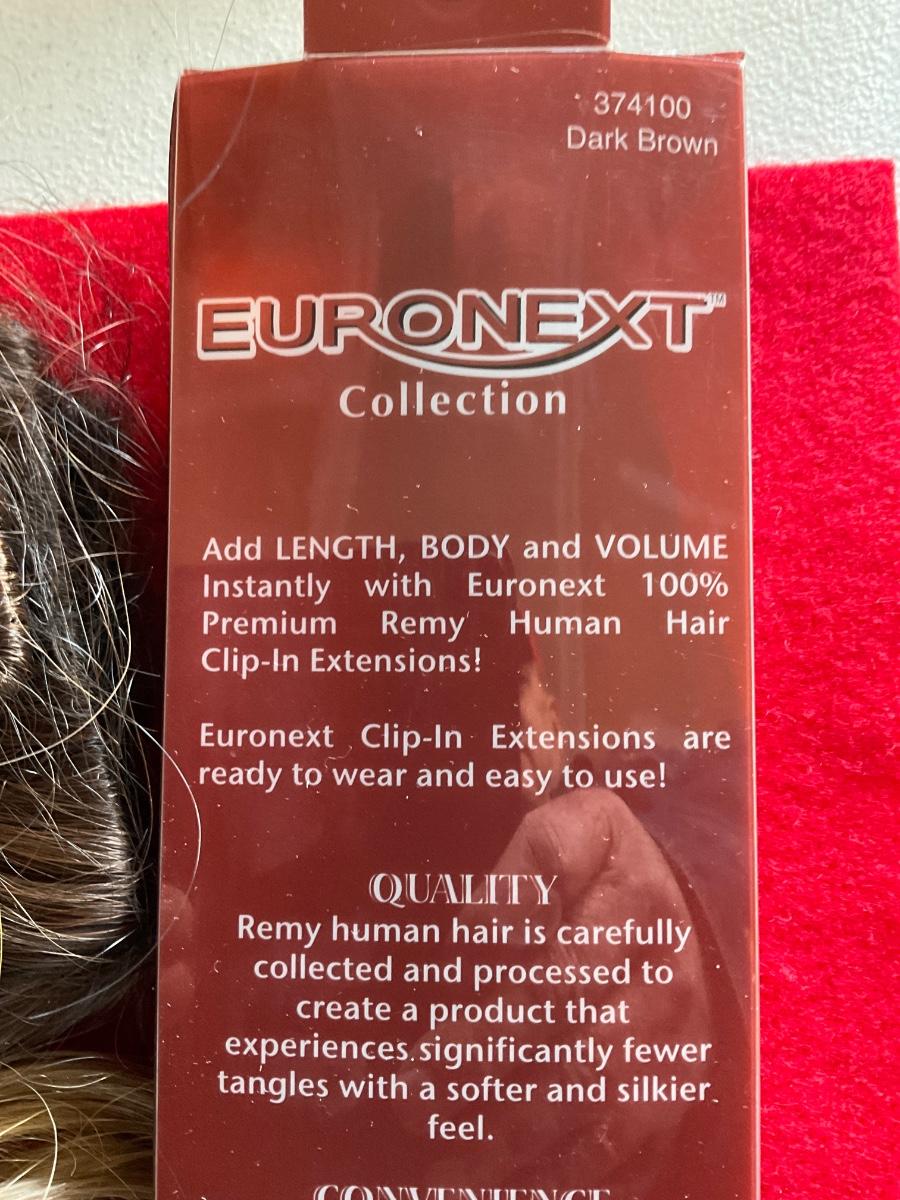 374100
Dark Brown
EURONEXT™
Collection
Add LENGTH, BODY and VOLUME
Instantly with Euronext 100%
Premium Remy Human Hair
Clip-In Extensions!
Euronext Clip-In Extensions are
ready to wear and easy to use!
QUALITY
Remy human hair is carefully
collected and processed to
create a product that
experiences significantly fewer
tangles with a softer and silkier
feel.
CONVENIENCE